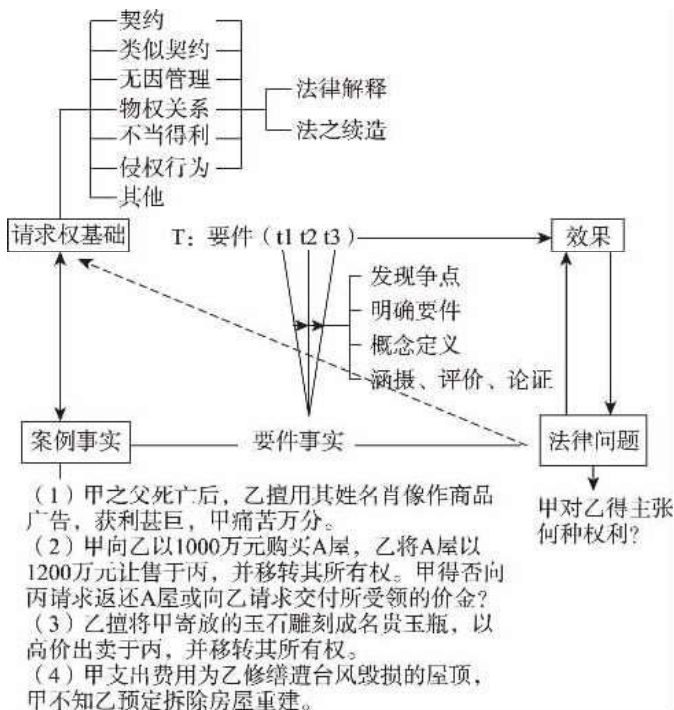 契约
类似契约
无因管理
物权关系
不当得利
侵权行为
其他
法律解释
法之续造
请求权基础
T：要件（t1 t2 t3）
效果
发现争点
明确要件
概念定义
涵摄、评价、论证
案例事实
要件事实
法律问题
（1）甲之父死亡后，乙擅用其姓名肖像作商品
广告，获利甚巨，甲痛苦万分。
（2）甲向乙以1000万元购买A屋，乙将A屋以
1200万元让售于丙，并移转其所有权。甲得否向
丙请求返还A屋或向乙请求交付所受领的价金？
（3）乙擅将甲寄放的玉石雕刻成名贵玉瓶，以
高价出卖于丙，并移转其所有权。
（4）甲支出费用为乙修缮遭台风毁损的屋顶，
甲不知乙预定拆除房屋重建。
甲对乙得主张
何种权利？